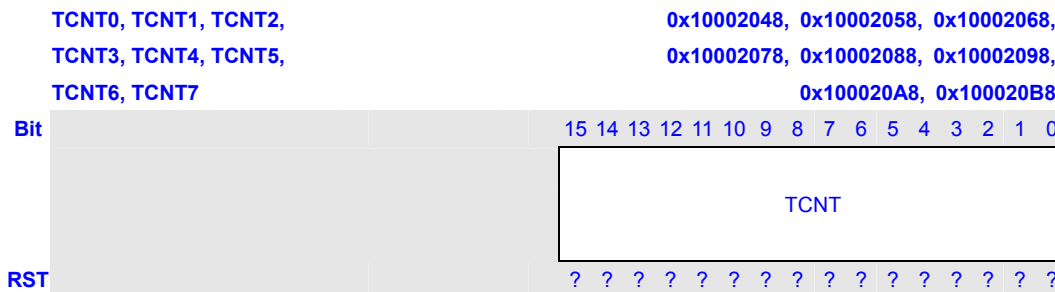 TCNT0, TCNT1, TCNT2, 0x10002048, 0x10002058, 0x10002068,
TCNT3, TCNT4, TCNT5, 0x10002078, 0x10002088, 0x10002098,
TCNT6, TCNT7 0x100020A8, 0x100020B8
Bit 15 14 13 12 11 10 9 8 7 6 5 4 3 2 1 0
TCNT
RST ? ? ? ? ? ? ? ? ? ? ? ? ? ? ? ?